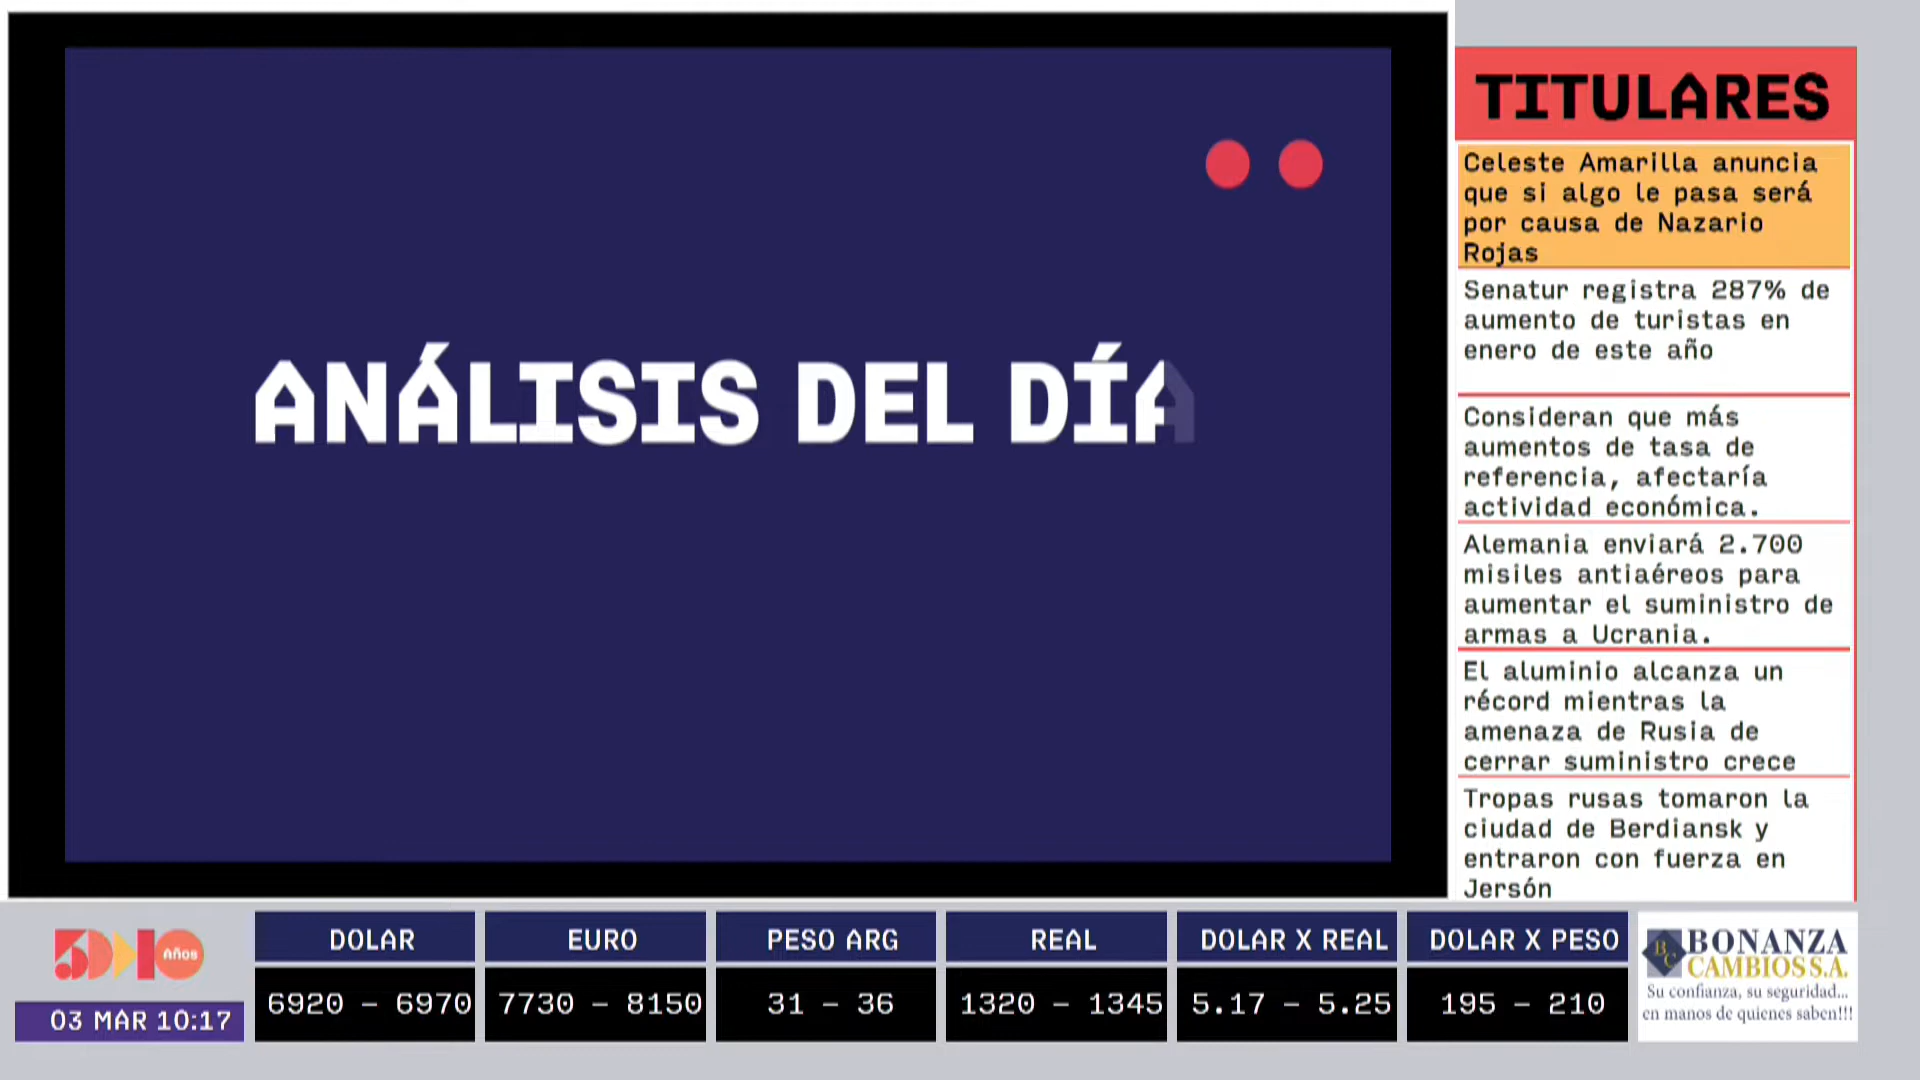 ANÁLISIS DEL DÍA
TITULARES
Celeste Amarilla anuncia
que si algo le pasa será
por causa de Nazario
Rojas
Senatur registra 287% de
aumento de turistas en
enero de este año
Consideran que más
aumentos de tasa de
referencia, afectaría
actividad económica.
Alemania enviará 2.700
misiles antiaéreos para
aumentar el suministro de
armas a Ucrania.
El aluminio alcanza un
récord mientras la
amenaza de Rusia de
cerrar suministro crece
Tropas rusas tomaron la
ciudad de Berdiansk y
entraron con fuerza en
Jersón
Años
03 MAR 10:17
DOLAR
6920 - 6970
EURO
7730 - 8150
PESO ARG
31 - 36
REAL
1320 - 1345
DOLAR X REAL
5.17 - 5.25
DOLAR X PESO
195 - 210
BC
BONANZA
CAMBIOS S.A.
Su confianza, su seguridad...
en manos de quienes saben!!!